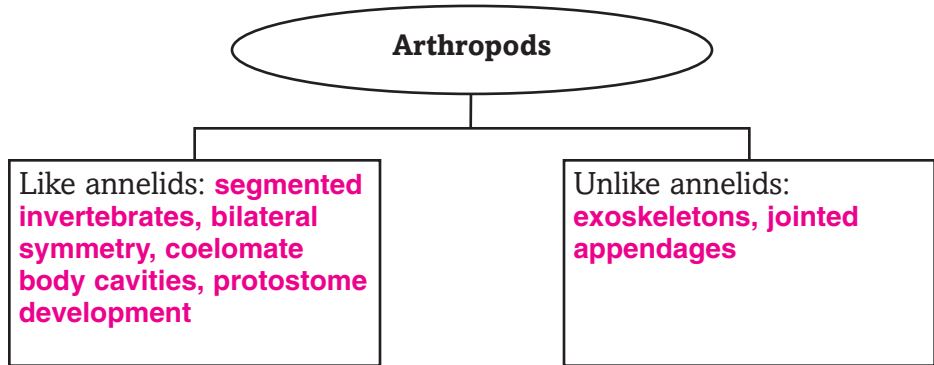 Arthropods
Like annelids: segmented
invertebrates, bilateral
symmetry, coelomate
body cavities, protostome
development
Unlike annelids:
exoskeletons, jointed
appendages